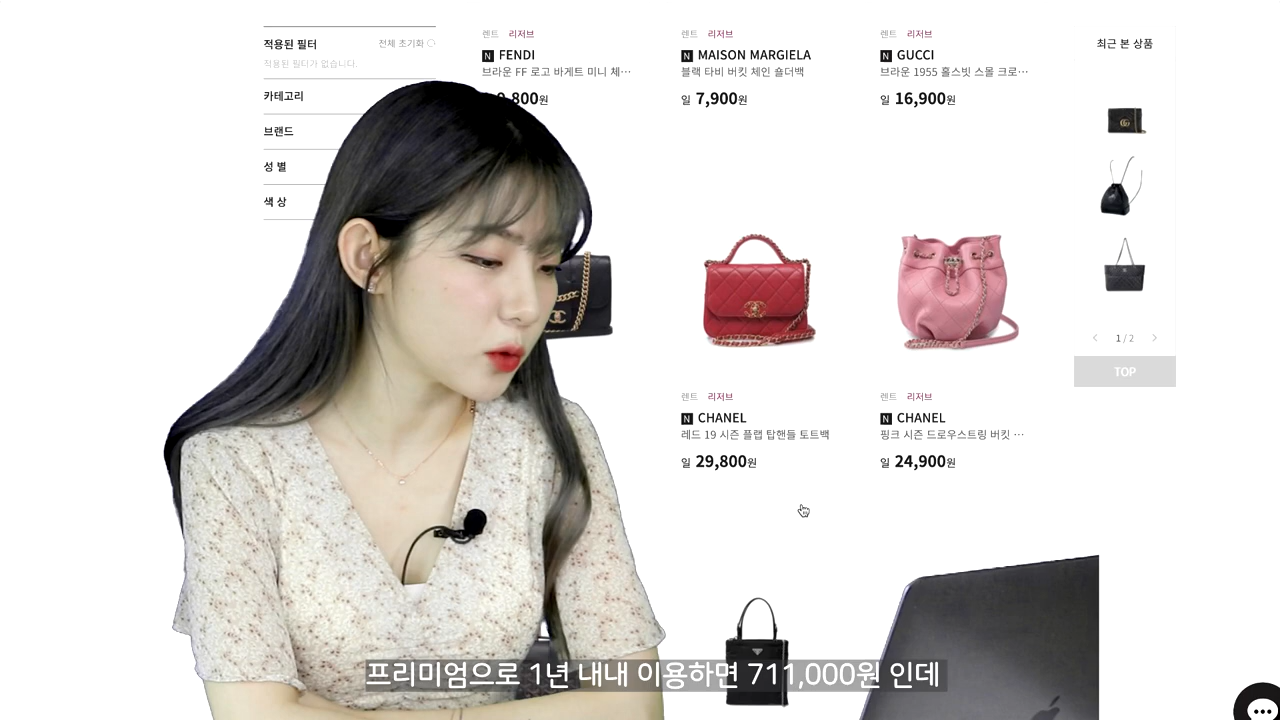 적용된 필터
전체 초기화
적용된 필터가 없습니다.
카테고리
브랜드
성 별
색 상
렌트 리저브
N FENDI
브라운 FF 로고 바게트 미니 체…
9,800원
렌트 리저브
N MAISON MARGIELA
블랙 타비 버킷 체인 숄더백
일 7,900원
렌트 리저브
N GUCCI
브라운 1955 홀스빗 스몰 크로…
일 16,900원
최근 본 상품
1 / 2
TOP
렌트 리저브
N CHANEL
레드 19 시즌 플랩 탑핸들 토트백
일 29,800원
렌트 리저브
N CHANEL
핑크 시즌 드로우스트링 버킷 …
일 24,900원
프리미엄으로 1년 내내 이용하면 711,000원 인데